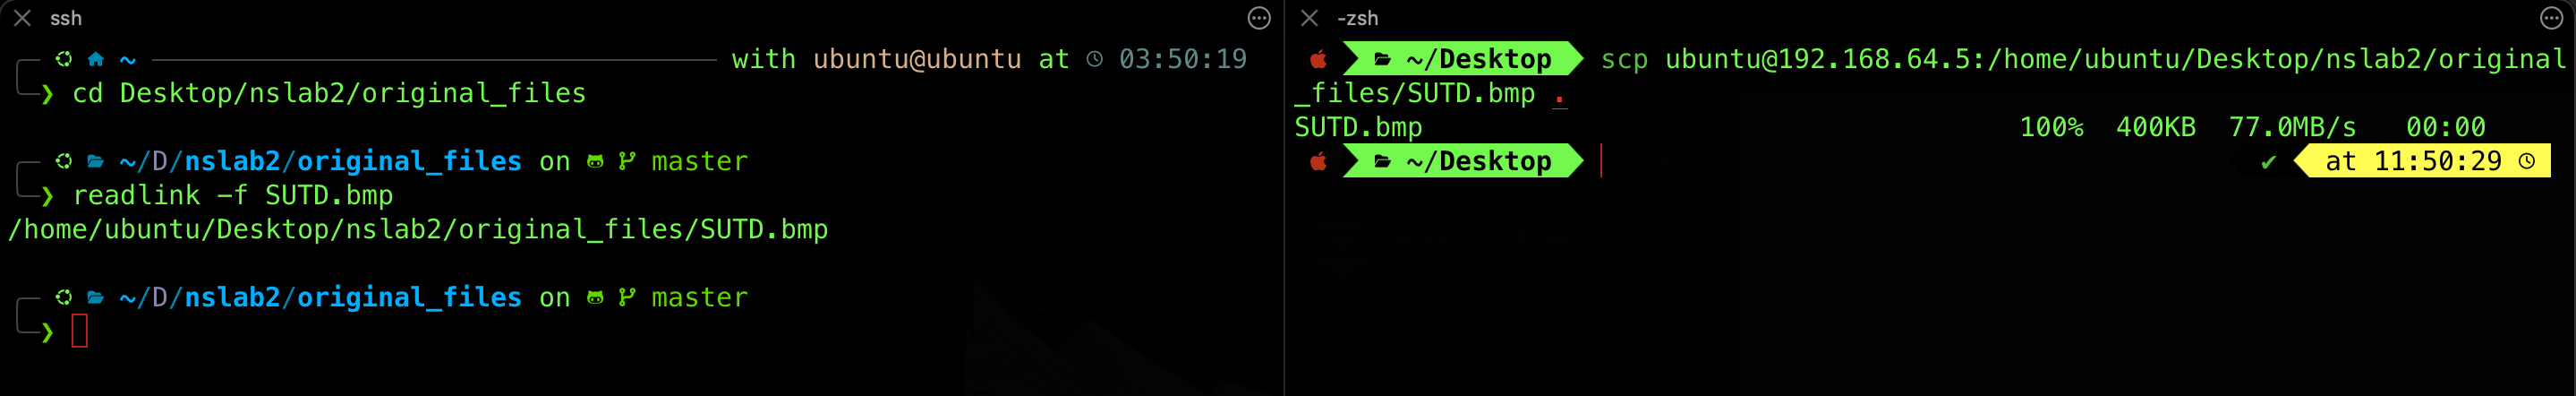 ssh
~ with ubuntu@ubuntu at 03:50:19
❯ cd Desktop/nslab2/original_files
~/D/nslab2/original_files on master
❯ readlink -f SUTD.bmp
/home/ubuntu/Desktop/nslab2/original_files/SUTD.bmp
~/D/nslab2/original_files on master
❯
-zsh
~/Desktop scp ubuntu@192.168.64.5:/home/ubuntu/Desktop/nslab2/original
_files/SUTD.bmp .
SUTD.bmp 100% 400KB 77.0MB/s 00:00
~/Desktop ✔ at 11:50:29